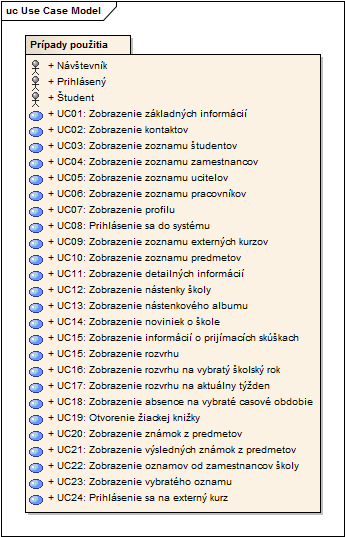 uc Use Case Model
Prípady použitia
+ Návštevník
+ Prihlásený
+ Študent
+ UC01: Zobrazenie základných informácií
+ UC02: Zobrazenie kontaktov
+ UC03: Zobrazenie zoznamu študentov
+ UC04: Zobrazenie zoznamu zamestnancov
+ UC05: Zobrazenie zoznamu ucitelov
+ UC06: Zobrazenie zoznamu pracovníkov
+ UC07: Zobrazenie profilu
+ UC08: Prihlásenie sa do systému
+ UC09: Zobrazenie zoznamu externých kurzov
+ UC10: Zobrazenie zoznamu predmetov
+ UC11: Zobrazenie detailných informácií
+ UC12: Zobrazenie nástenky školy
+ UC13: Zobrazenie nástenkového albumu
+ UC14: Zobrazenie noviniek o škole
+ UC15: Zobrazenie informácií o prijímacích skúškach
+ UC15: Zobrazenie rozvrhu
+ UC16: Zobrazenie rozvrhu na vybratý školský rok
+ UC17: Zobrazenie rozvrhu na aktuálny týžden
+ UC18: Zobrazenie absence na vybraté casové obdobie
+ UC19: Otvorenie žiackej knižky
+ UC20: Zobrazenie známok z predmetov
+ UC21: Zobrazenie výsledných známok z predmetov
+ UC22: Zobrazenie oznamov od zamestnancov školy
+ UC23: Zobrazenie vybratého oznamu
+ UC24: Prihlásenie sa na externý kurz